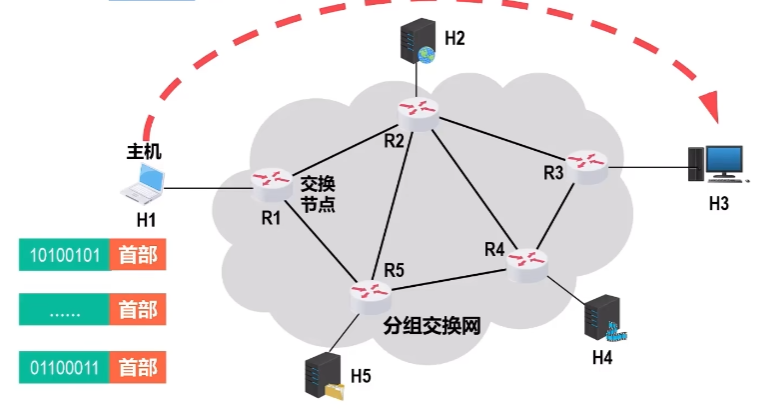 H2
主机
R2
R3
H3
交换
节点
H1
R1
R4
10100101 首部
R5
...... 首部
分组交换网
H4
01100011 首部
H5